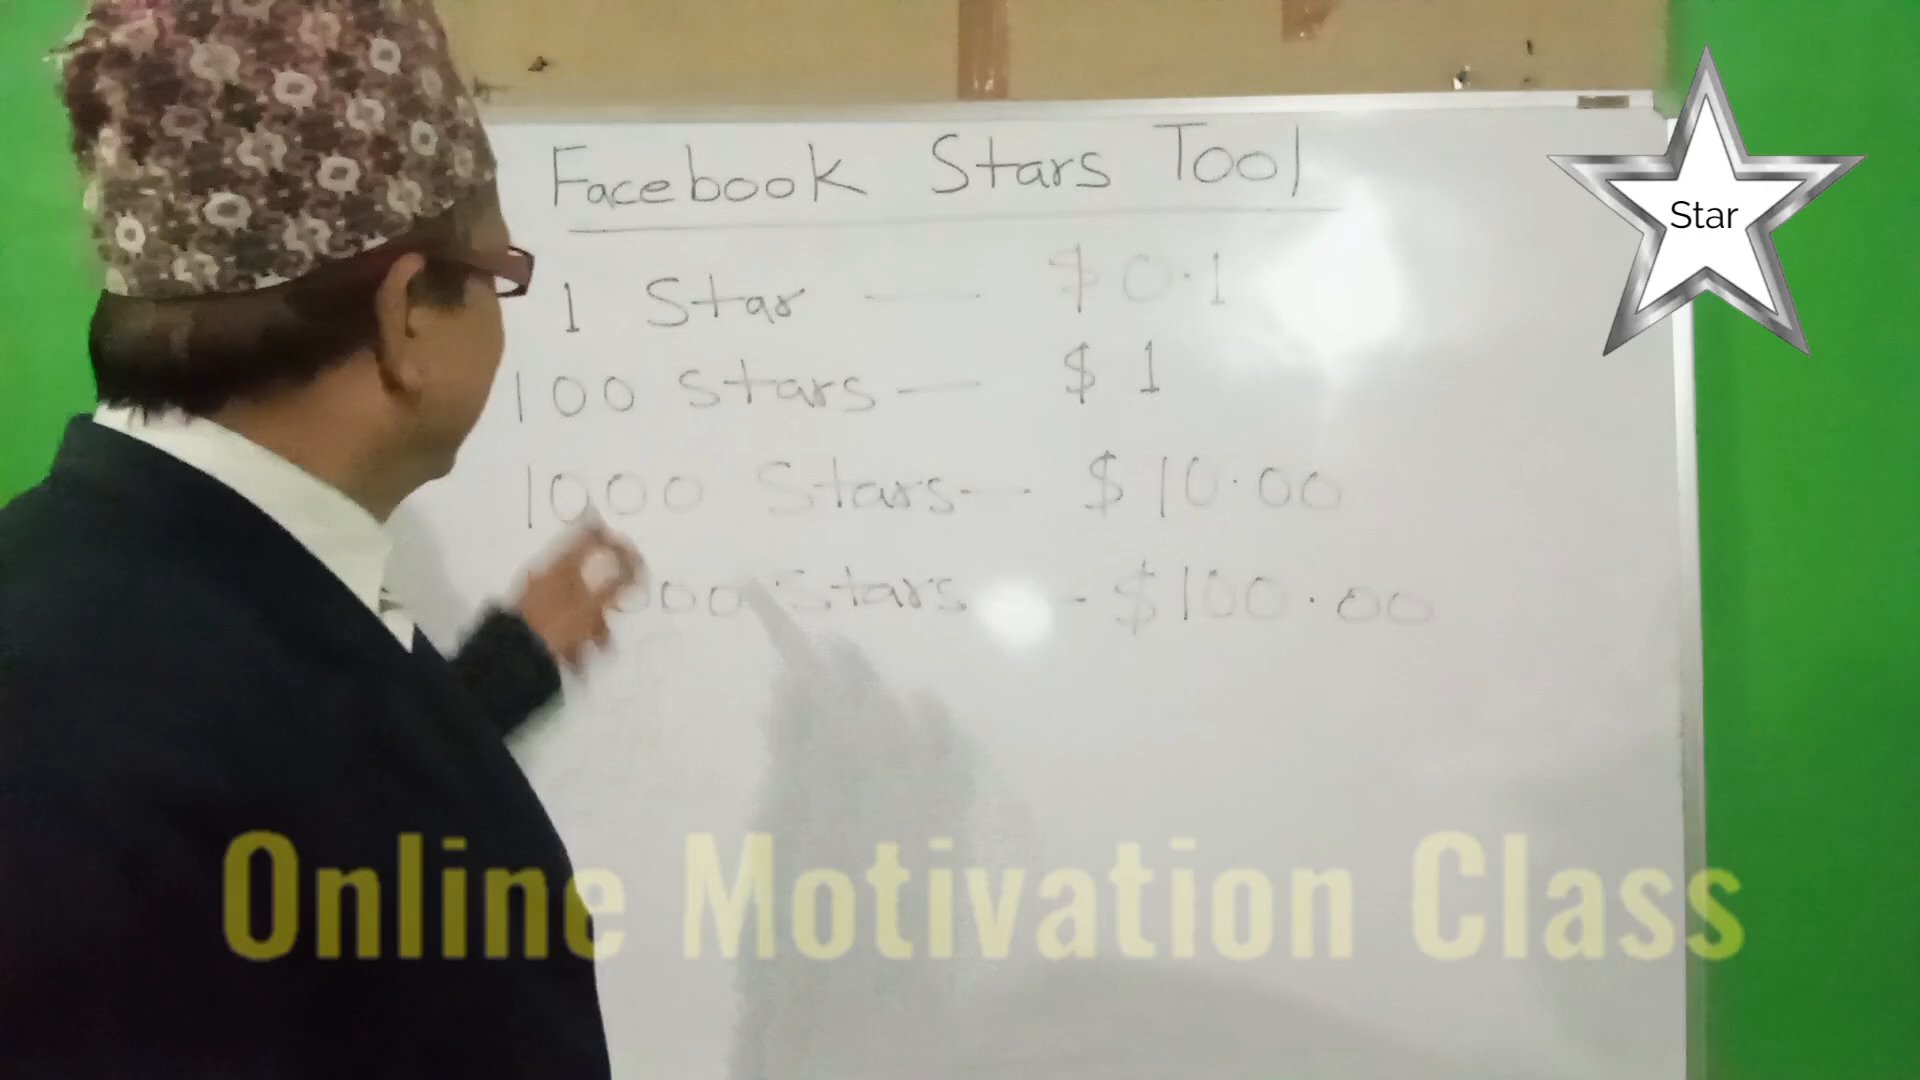 Facebook Stars Tool
Star
1 Star — $ 0.1
100 Stars — $ 1
1000 Stars - - $ 10.00
000 Stars - $100.00
Online Motivation Class